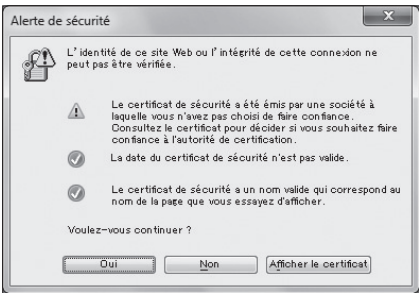 Alerte de sécurité
L'identité de ce site Web ou l'intégrité de cette connexion ne
peut pas être vérifiée.
Le certificat de sécurité a été émis par une société à
laquelle vous n'avez pas choisi de faire confiance.
Consultez le certificat pour décider si vous souhaitez faire
confiance à l'autorité de certification.
La date du certificat de sécurité n'est pas valide.
Le certificat de sécurité a un nom valide qui correspond au
nom de la page que vous essayez d'afficher.
Voulez-vous continuer ?
Oui Non Afficher le certificat